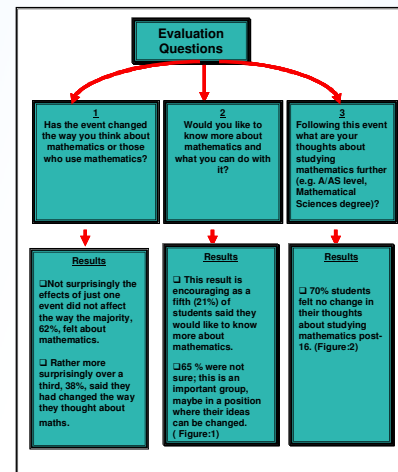 Evaluation
Questions
1
Has the event changed
the way you think about
mathematics or those
who use mathematics?
2
Would you like to
know more about
mathematics and
what you can do with
it?
3
Following this event
what are your
thoughts about
studying
mathematics further
(e.g. A/AS level,
Mathematical
Sciences degree)?
Results
❑Not surprisingly the
effects of just one
event did not affect
the way the majority,
62%, felt about
mathematics.
❑ Rather more
surprisingly over a
third, 38%, said they
had changed the way
they thought about
maths.
Results
❑ This result is
encouraging as a
fifth (21%) of
students said they
would like to know
more about
mathematics.
❑65 % were not
sure; this is an
important group,
maybe in a position
where their ideas
can be changed.
( Figure:1)
Results
❑ 70% students
felt no change in
their thoughts
about studying
mathematics post-
16. (Figure:2)